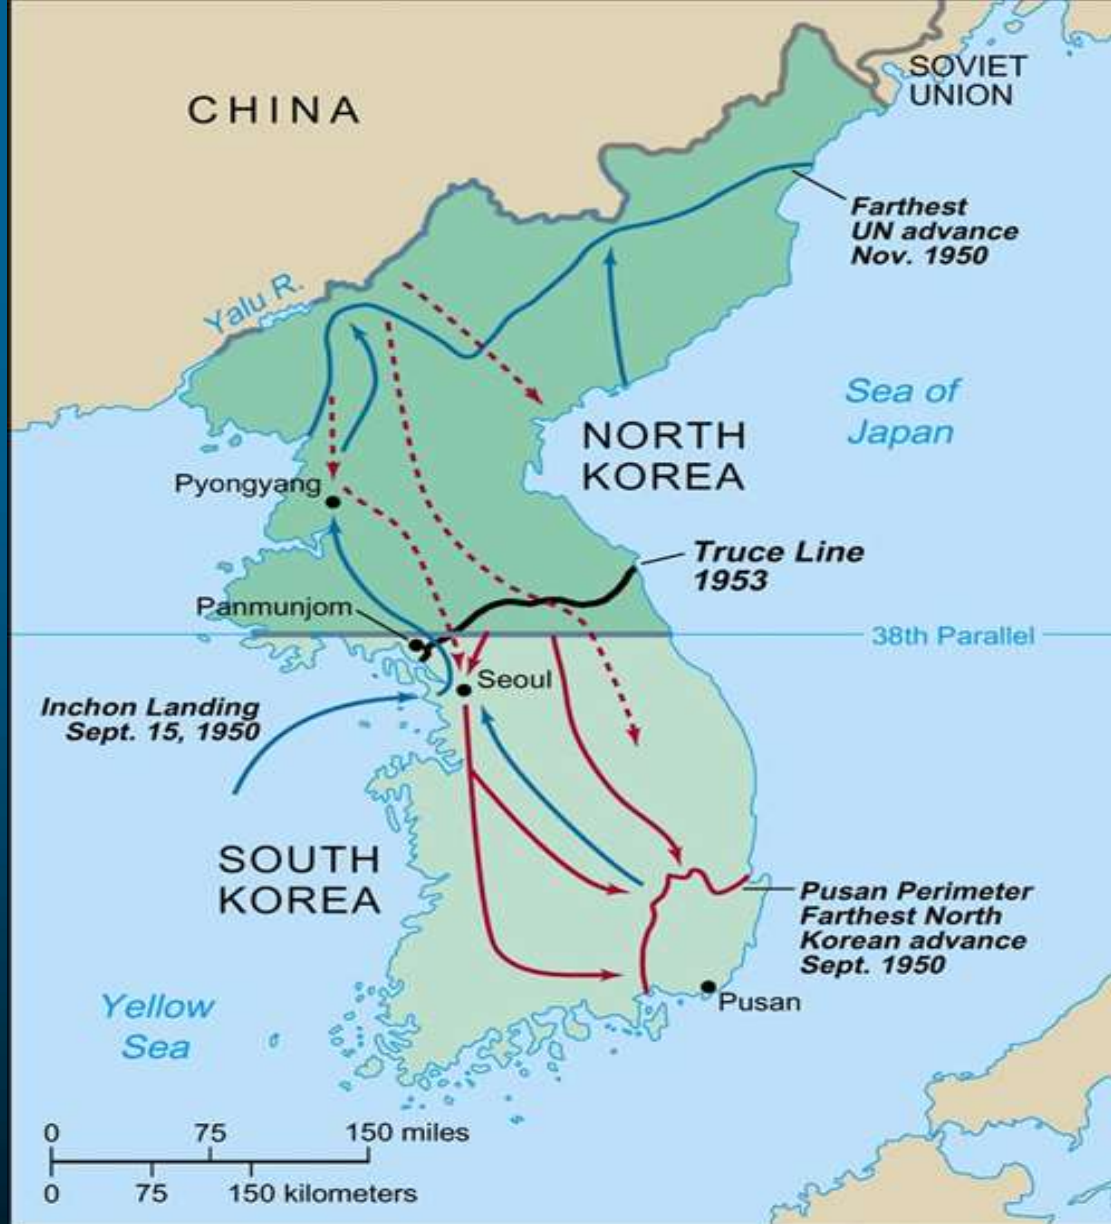 CHINA
SOVIET
UNION
Farthest
UN advance
Nov. 1950
Yalu R.
Sea of
Japan
NORTH
KOREA
Pyongyang
Truce Line
1953
Panmunjom
38th Parallel
Seoul
Inchon Landing
Sept. 15, 1950
SOUTH
KOREA
Pusan Perimeter
Farthest North
Korean advance
Sept. 1950
Pusan
Yellow
Sea
0 75 150 miles
0 75 150 kilometers